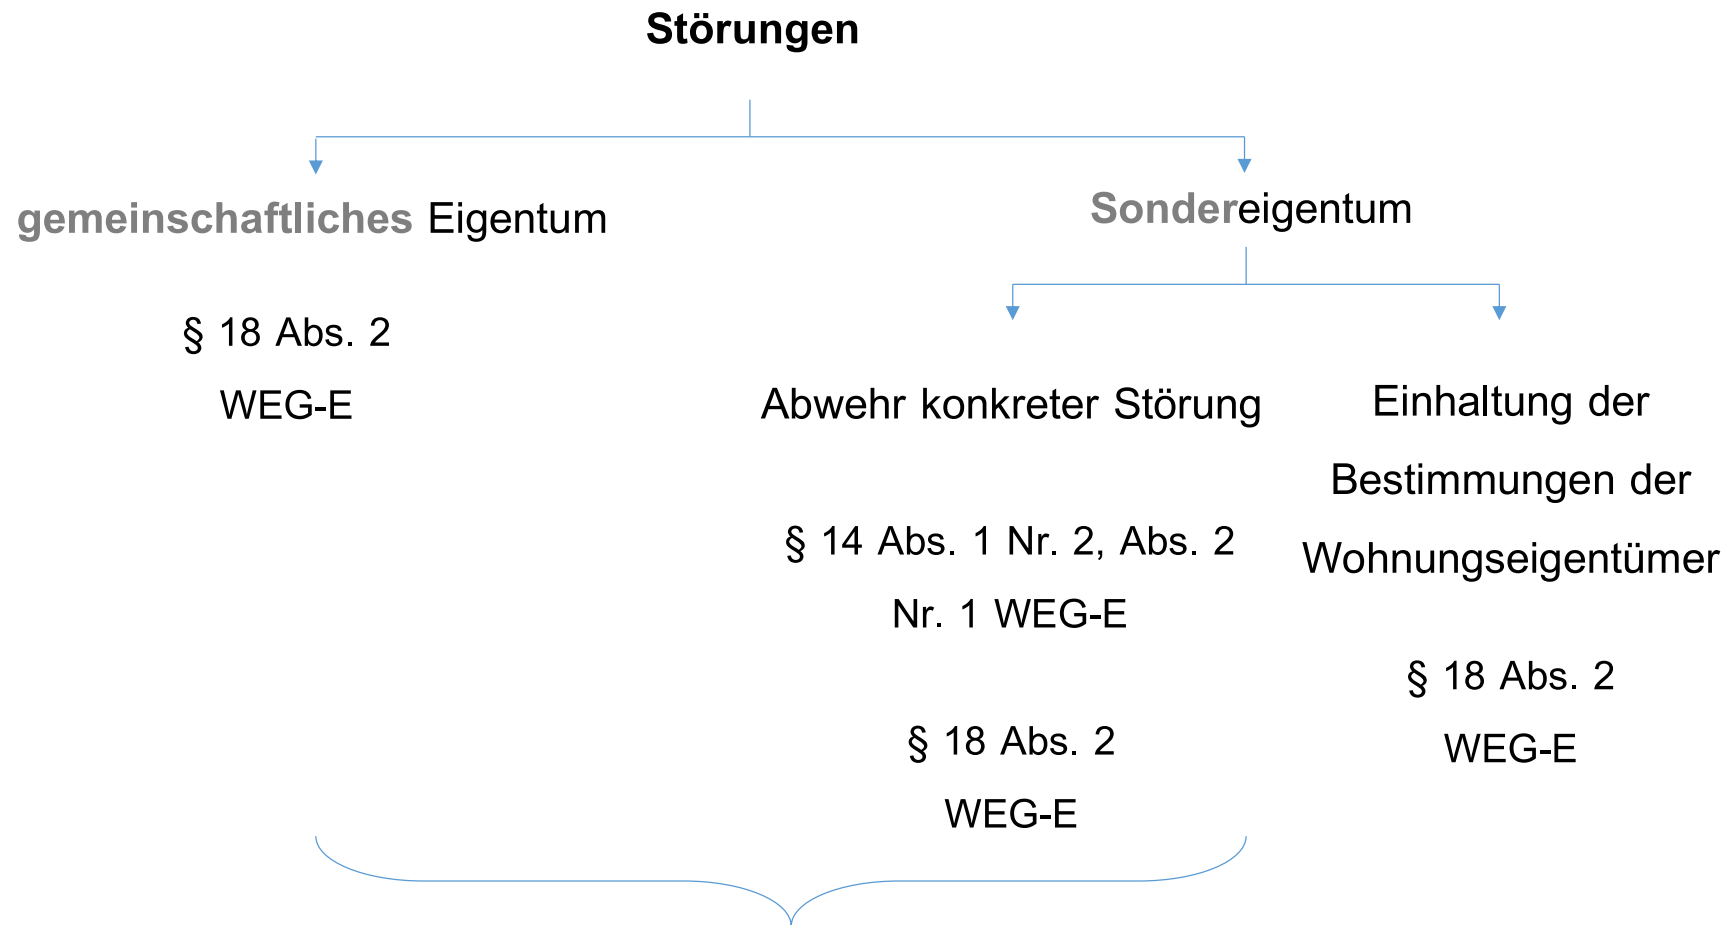 Störungen
gemeinschaftliches Eigentum
§ 18 Abs. 2
WEG-E
Sondereigentum
Abwehr konkreter Störung
§ 14 Abs. 1 Nr. 2, Abs. 2
Nr. 1 WEG-E
§ 18 Abs. 2
WEG-E
Einhaltung der
Bestimmungen der
Wohnungseigentümer
§ 18 Abs. 2
WEG-E